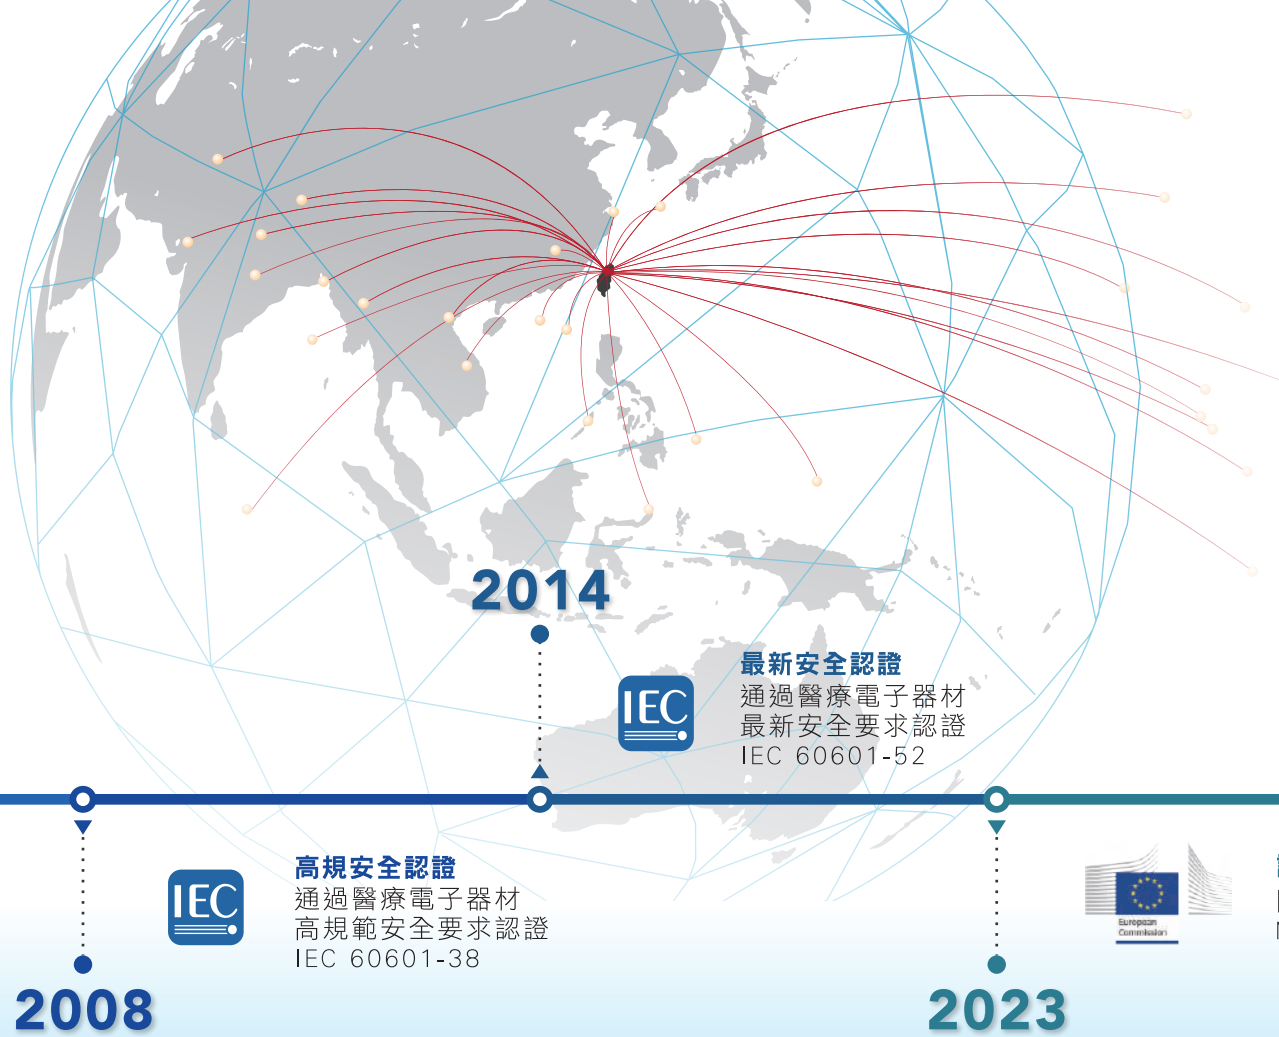 2014
IEC
最新安全認證
通過醫療電子器材
最新安全要求認證
IEC 60601-52
IEC
高規安全認證
通過醫療電子器材
高規範安全要求認證
IEC 60601-38
2008
European
Commission
2023